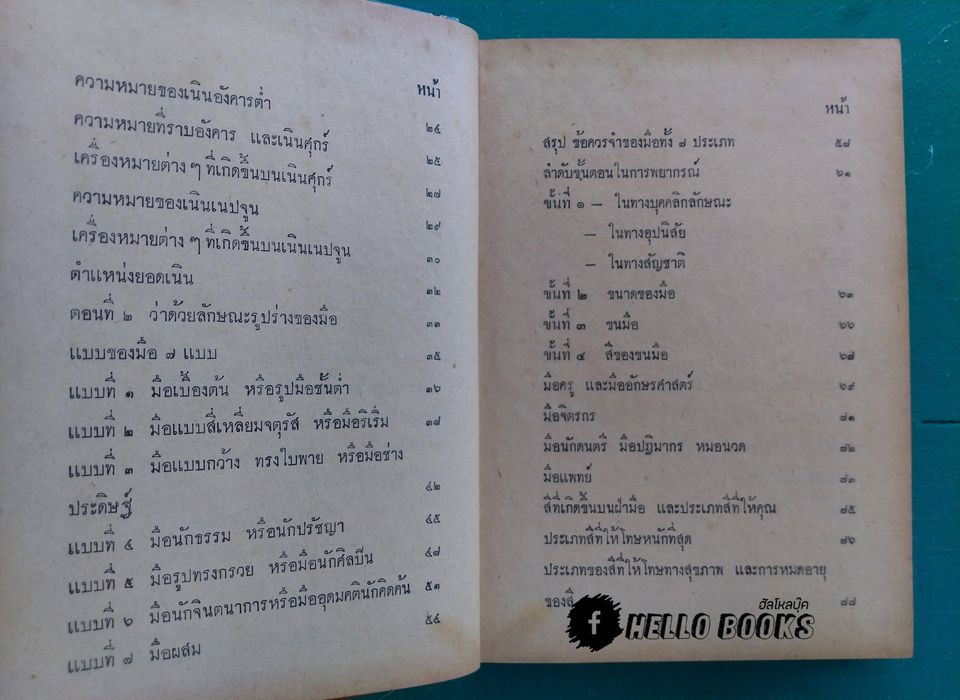 หน้า
ความหมายของเนินอังคารต่ำ ๒๔
ความหมายที่ราบอังคาร และเนินศุกร์ ๒๕
เครื่องหมายต่าง ๆ ที่เกิดขึ้นบนเนินศุกร์ ๒๗
ความหมายของเนินเนปจูน ๒๙
เครื่องหมายต่าง ๆ ที่เกิดขึ้นบนเนินเนปจูน ๓๐
ตำแหน่งยอดเนิน ๓๒
ตอนที่ ๒ ว่าด้วยลักษณะรูปร่างของมือ ๓๓
แบบของมือ ๗ แบบ ๓๕
แบบที่ ๑ มือเบื้องต้น หรือรูปมือชั้นต่ำ ๓๖
แบบที่ ๒ มือแบบสี่เหลี่ยมจตุรัส หรือมือริเริ่ม ๓๘
แบบที่ ๓ มือแบบกว้าง ทรงใบพาย หรือมือช่าง
ประดิษฐ์ ๔๒
แบบที่ ๔ มือนักธรรม หรือนักปรัชญา ๔๕
แบบที่ ๕ มือรูปทรงกรวย หรือมือนักศิลปีน ๔๘
แบบที่ ๖ มือนักจินตนาการหรือมืออุดมคตินักคิดค้น ๕๑
แบบที่ ๗ มือผสม ๕๔
หน้า
สรุป ข้อควรจำของมือทั้ง ๗ ประเภท ๕๘
ลำดับขั้นตอนในการพยากรณ์ ๖๑
ขั้นที่ ๑ — ในทางบุคคลิกลักษณะ
— ในทางอุปนิสัย
— ในทางสัญชาติ
ขั้นที่ ๒ ขนาดของมือ ๖๓
ขั้นที่ ๓ ขนมือ ๖๖
ขั้นที่ ๔ สีของขนมือ ๖๗
มือครู และมืออักษรศาสตร์ ๖๙
มือจิตรกร ๘๑
มือนักดนตรี มือปฏิมากร หมอนวด ๘๒
มือแพทย์ ๘๓
สีที่เกิดขึ้นบนฝ่ามือ และประเภทสีที่ให้คุณ ๘๕
ประเภทสีที่ให้โทษหนักที่สุด ๘๖
ประเภทของสีที่ให้โทษทางสุขภาพ และการหมดอายุ
ของสี ๘๘
ฮัลโหลบุ๊ค
f HELLO BOOKS